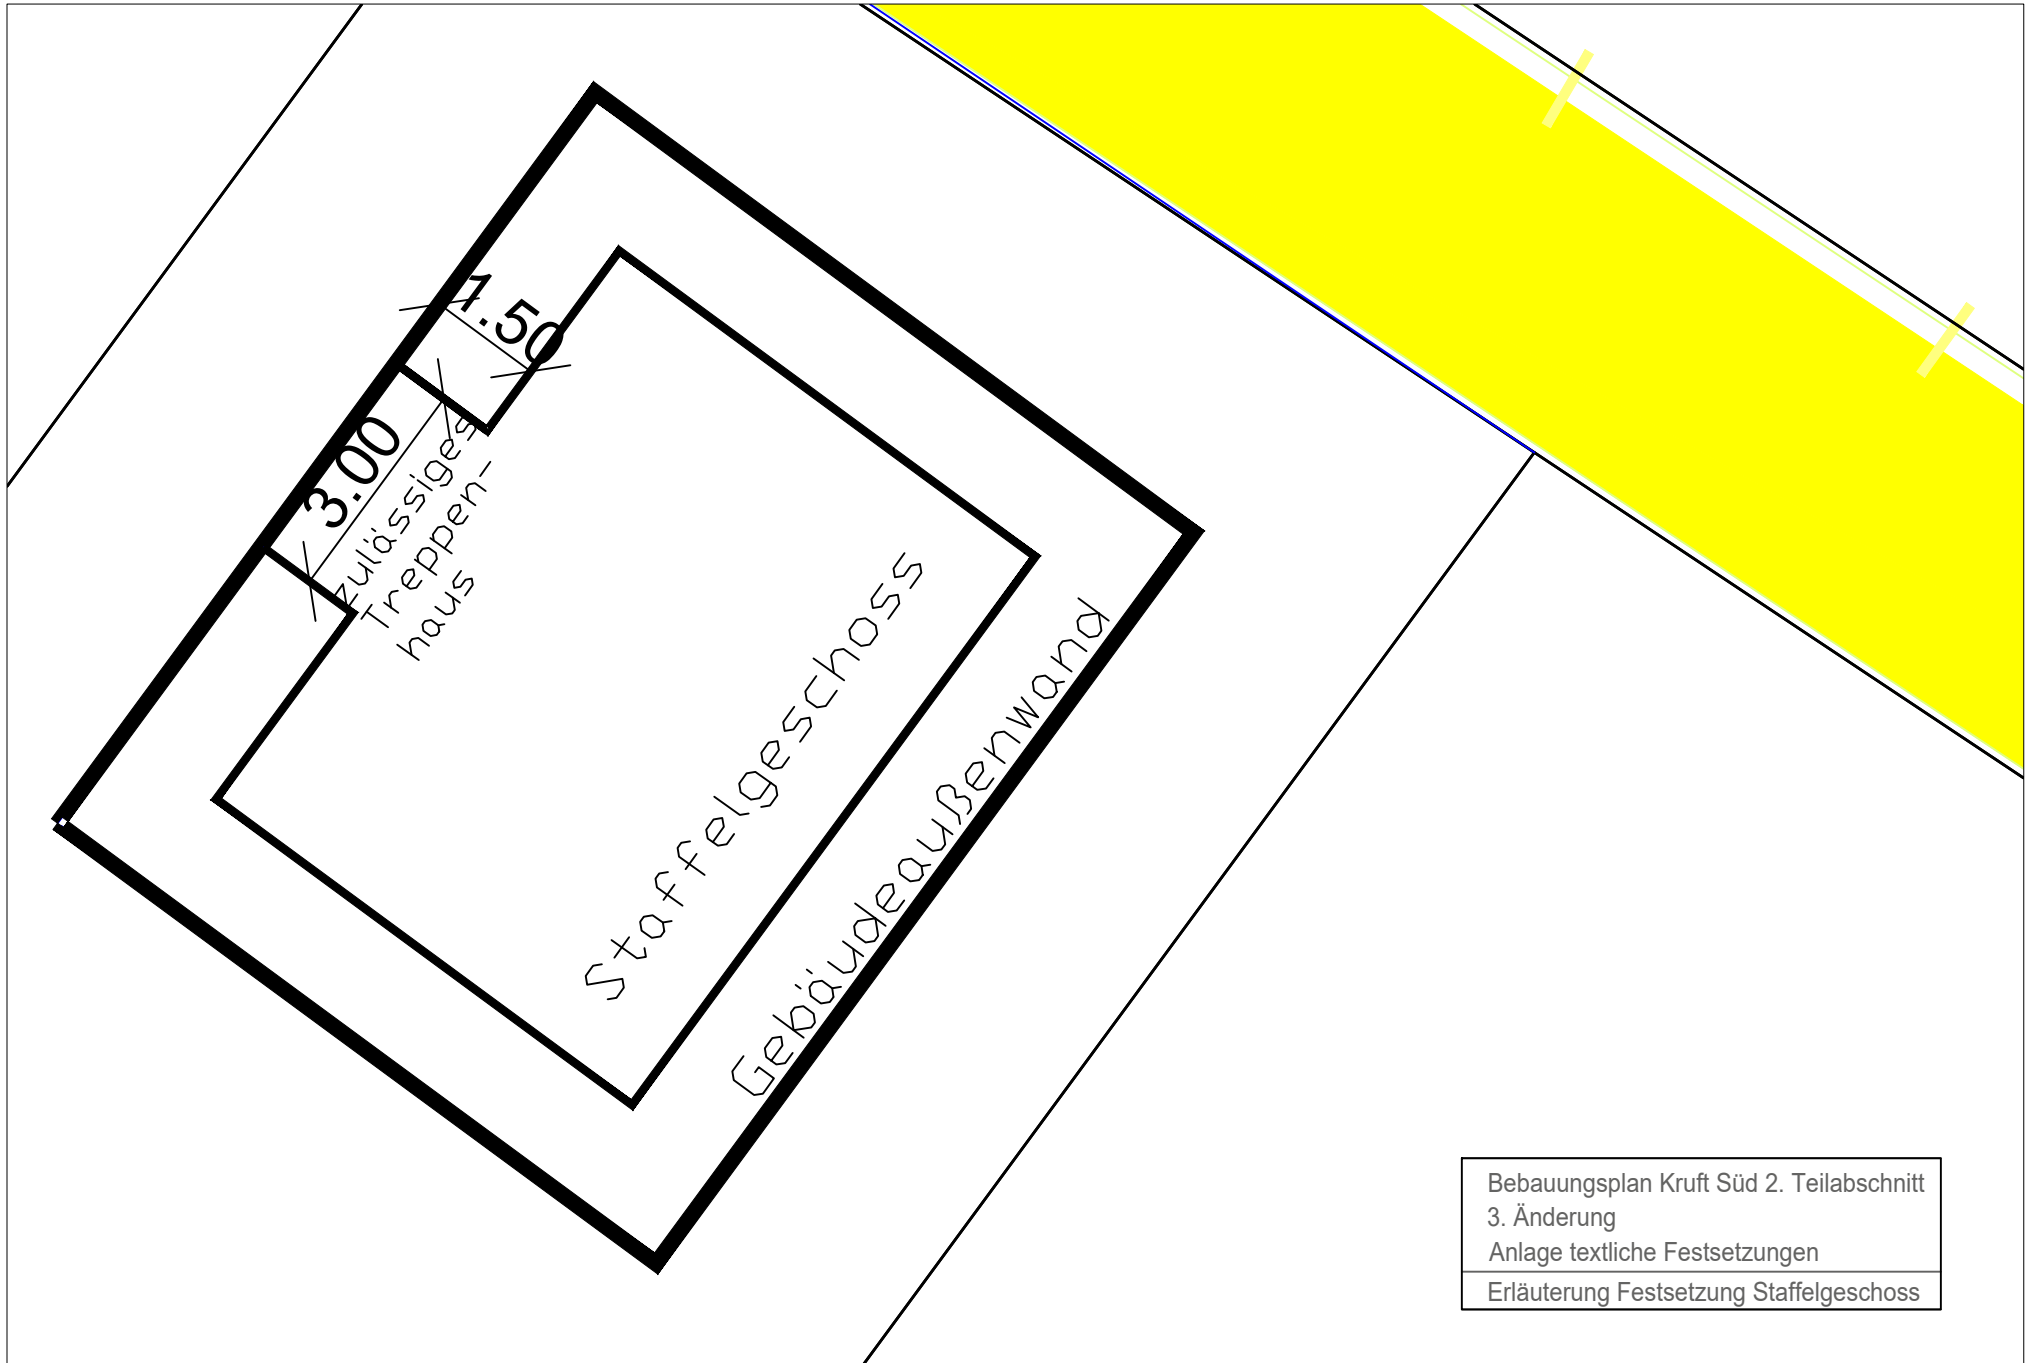 1.50
3.00
zulässiges
Treppen-
haus
Staffelgeschoss
Gebäudeaußenwand
Bebauungsplan Kruft Süd 2. Teilabschnitt
3. Änderung
Anlage textliche Festsetzungen
Erläuterung Festsetzung Staffelgeschoss